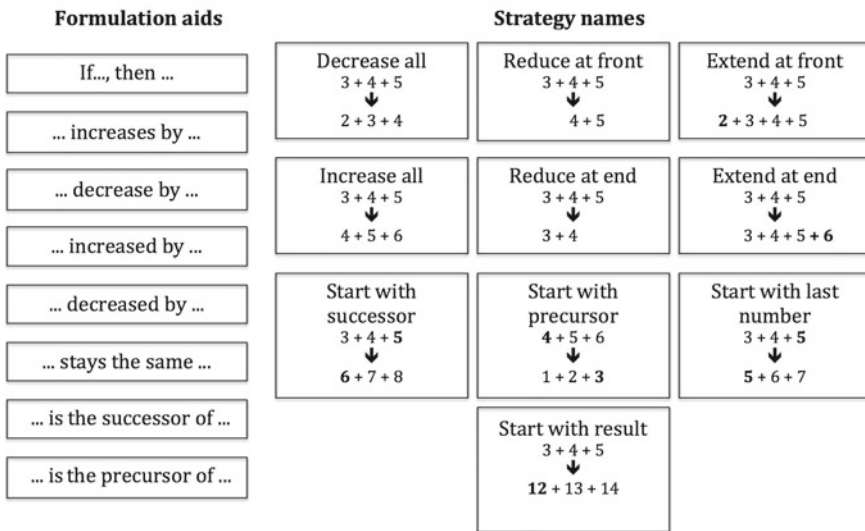 Formulation aids
If..., then ...
... increases by ...
... decrease by ...
... increased by ...
... decreased by ...
... stays the same ...
... is the successor of ...
... is the precursor of ...
Strategy names
Decrease all
3 + 4 + 5
2 + 3 + 4
Reduce at front
3 + 4 + 5
4 + 5
Extend at front
3 + 4 + 5
2 + 3 + 4 + 5
Increase all
3 + 4 + 5
4 + 5 + 6
Reduce at end
3 + 4 + 5
3 + 4
Extend at end
3 + 4 + 5
3 + 4 + 5 + 6
Start with
successor
3 + 4 + 5
6 + 7 + 8
Start with
precursor
4 + 5 + 6
1 + 2 + 3
Start with last
number
3 + 4 + 5
5 + 6 + 7
Start with result
3 + 4 + 5
12 + 13 + 14